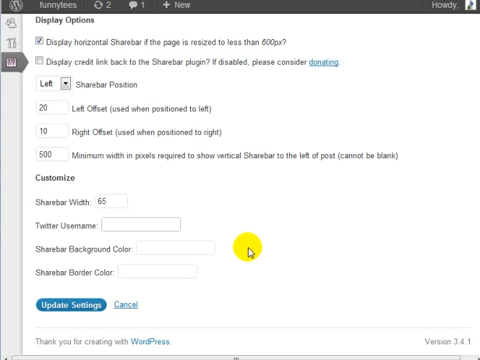 funnytees 2 1 + New Howdy,
Display Options
Display horizontal Sharebar if the page is resized to less than 600px?
Display credit link back to the Sharebar plugin? If disabled, please consider donating.
Left Sharebar Position
20 Left Offset (used when positioned to left)
10 Right Offset (used when positioned to right)
500 Minimum width in pixels required to show vertical Sharebar to the left of post (cannot be blank)
Customize
Sharebar Width: 65
Twitter Username:
Sharebar Background Color:
Sharebar Border Color:
Update Settings Cancel
Thank you for creating with WordPress. Version 3.4.1